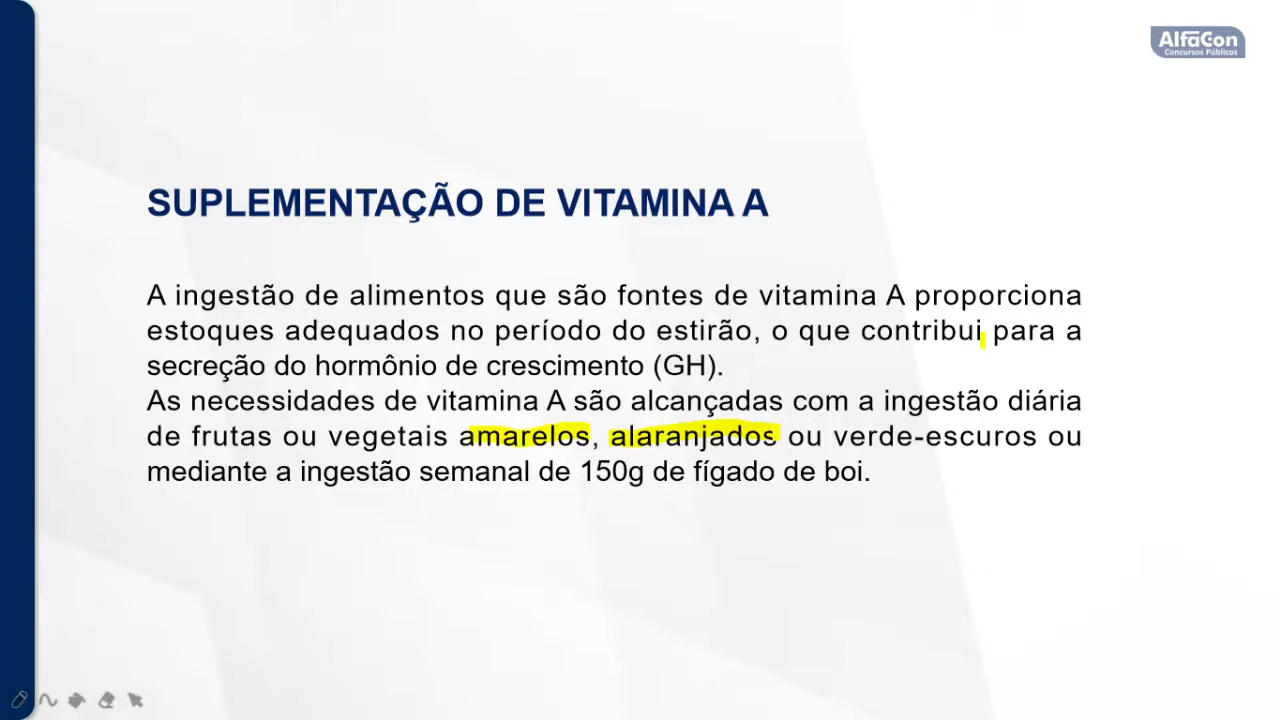 AlfaCon
Concursos Públicos
SUPLEMENTAÇÃO DE VITAMINA A
A ingestão de alimentos que são fontes de vitamina A proporciona
estoques adequados no período do estirão, o que contribui para a
secreção do hormônio de crescimento (GH).
As necessidades de vitamina A são alcançadas com a ingestão diária
de frutas ou vegetais amarelos, alaranjados ou verde-escuros ou
mediante a ingestão semanal de 150g de fígado de boi.